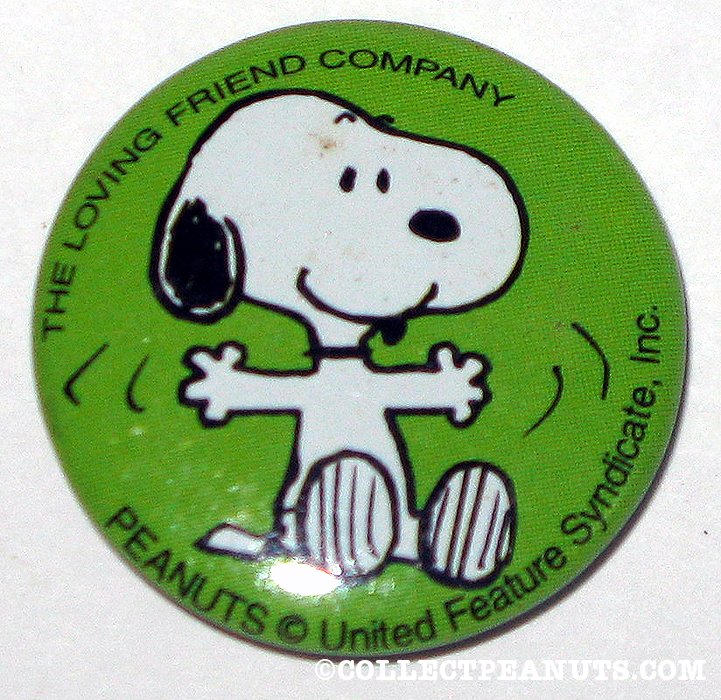 THE LOVING FRIEND COMPANY
PEANUTS © United Feature Syndicate, Inc.
©COLLECTPEANUTS.COM